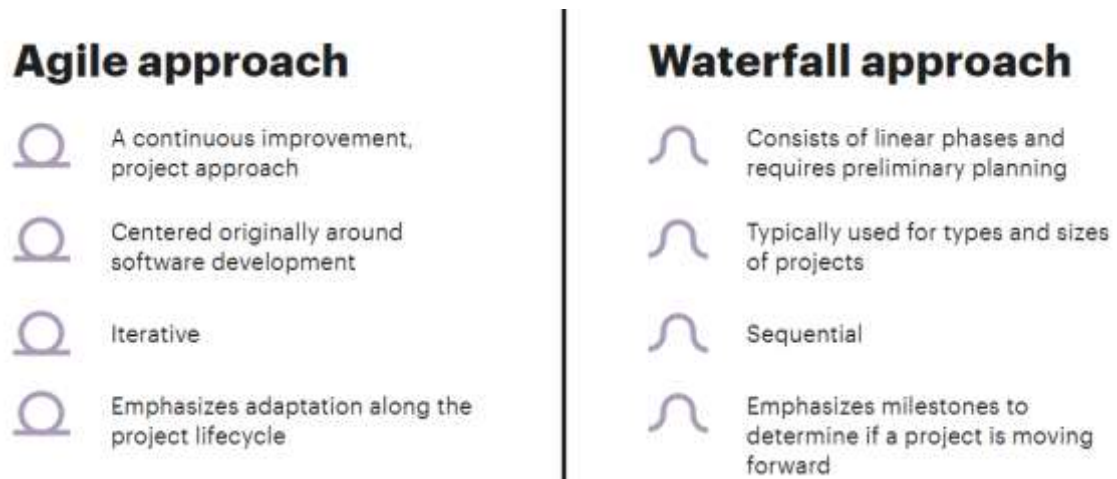 Agile approach
A continuous improvement,
project approach
Centered originally around
software development
Iterative
Emphasizes adaptation along the
project lifecycle
Waterfall approach
Consists of linear phases and
requires preliminary planning
Typically used for types and sizes
of projects
Sequential
Emphasizes milestones to
determine if a project is moving
forward